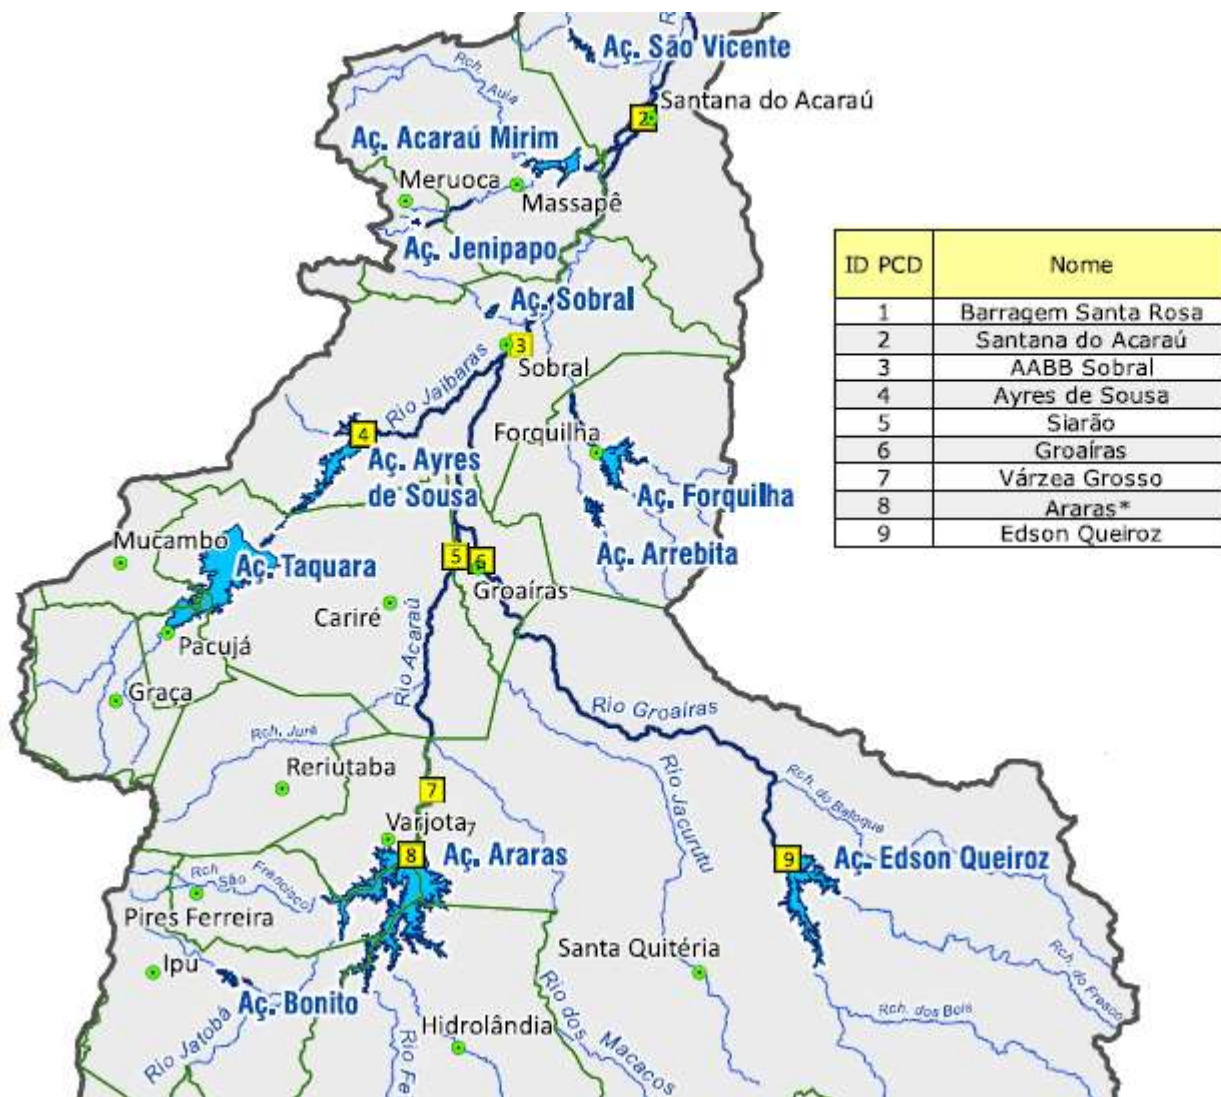 Aç. São Vicente
Rch. Aula
Santana do Acaraú
2
Aç. Acaraú Mirim
Meruoca
Massapê
Aç. Jenipapo
Aç. Sobral
3
Sobral
Rio Jaibaras
4
Forquilha
Aç. Ayres
de Sousa
Aç. Forquilha
Mucambo
Aç. Taquara
5
6
Aç. Arrebita
Groaíras
Cariré
Pacujá
Rio Acaraú
Graça
Rio Groaíras
Rch. Juré
Reriutaba
7
Rio Jacurutu
Rch. do Batoque
Varjota7
8
Aç. Araras
9
Aç. Edson Queiroz
Rch. São Francisco
Pires Ferreira
Santa Quitéria
Ipu
Aç. Bonito
Rch. do Fresco
Rch. dos Bois
Hidrolândia
Rio Jatobá
Rio Fe
Rio dos Macacos
ID PCD Nome
1 Barragem Santa Rosa
2 Santana do Acaraú
3 AABB Sobral
4 Ayres de Sousa
5 Siarão
6 Groaíras
7 Várzea Grosso
8 Araras*
9 Edson Queiroz